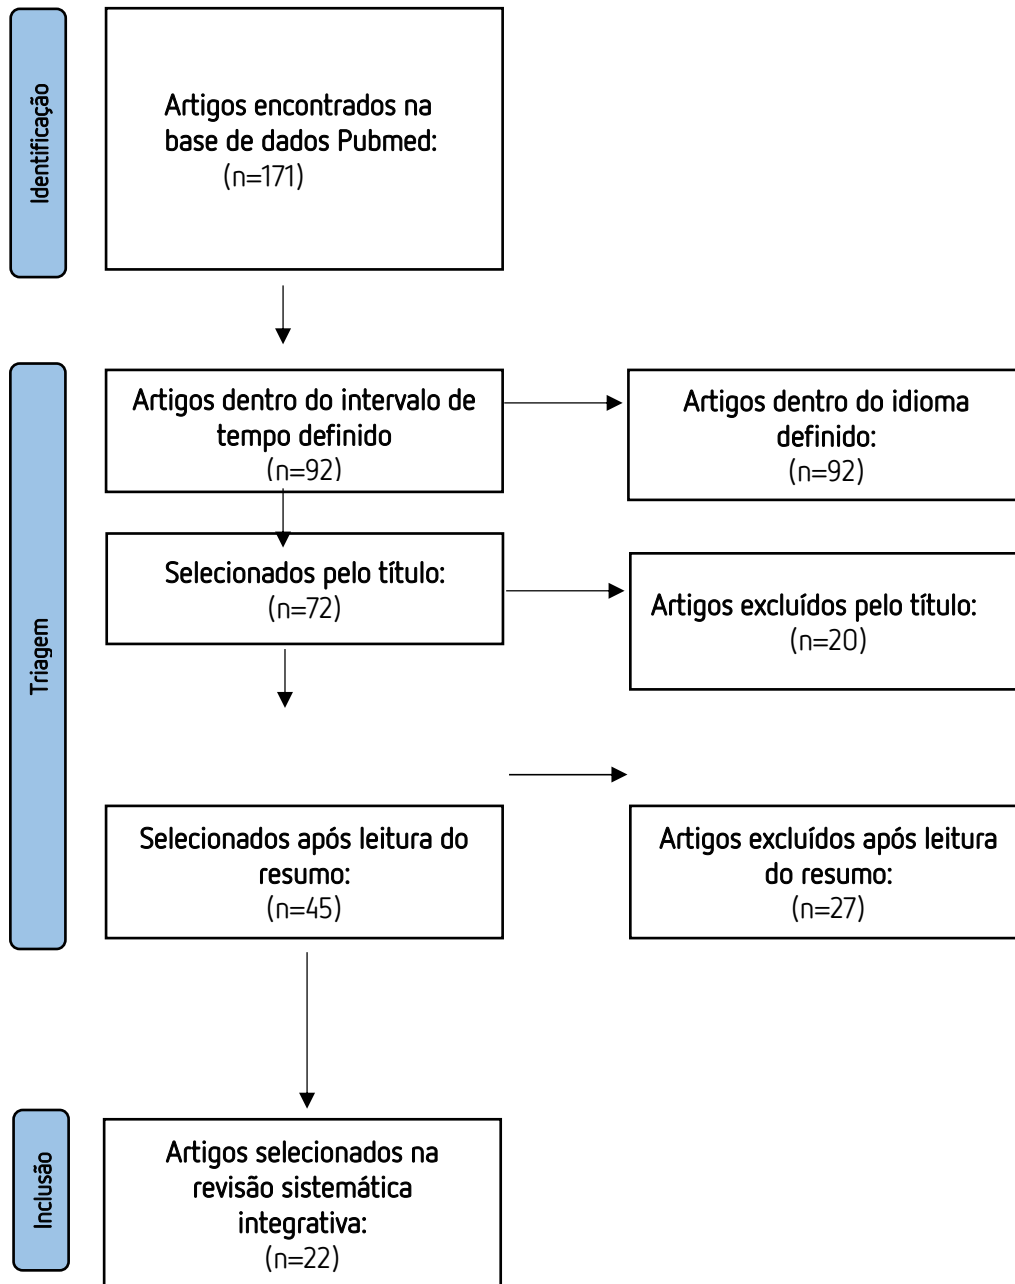 Identificação
Artigos encontrados na
base de dados Pubmed:
(n=171)
Triagem
Artigos dentro do intervalo de
tempo definido
(n=92)
Artigos dentro do idioma
definido:
(n=92)
Selecionados pelo título:
(n=72)
Artigos excluídos pelo título:
(n=20)
Selecionados após leitura do
resumo:
(n=45)
Artigos excluídos após leitura
do resumo:
(n=27)
Inclusão
Artigos selecionados na
revisão sistemática
integrativa:
(n=22)